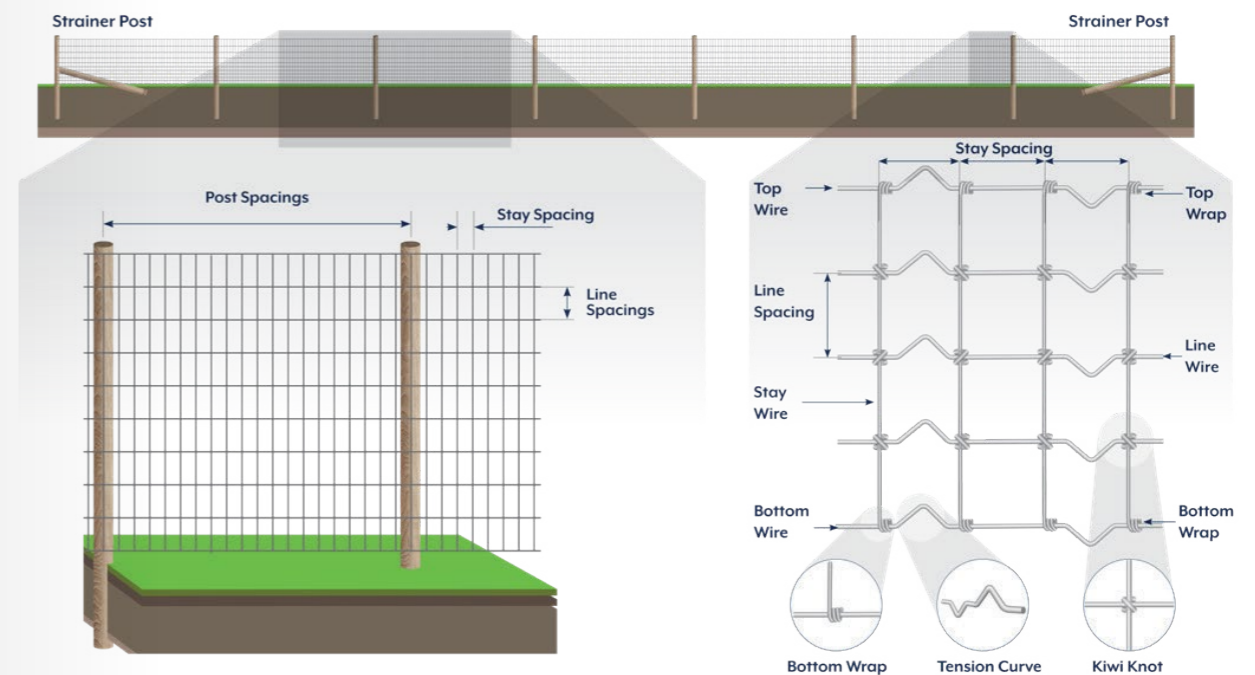 Strainer Post
Strainer Post
Post Spacings
Stay Spacing
Line
Spacings
Stay Spacing
Top
Wire
Top
Wrap
Line
Spacing
Line
Wire
Stay
Wire
Bottom
Wire
Bottom
Wrap
Bottom Wrap
Tension Curve
Kiwi Knot